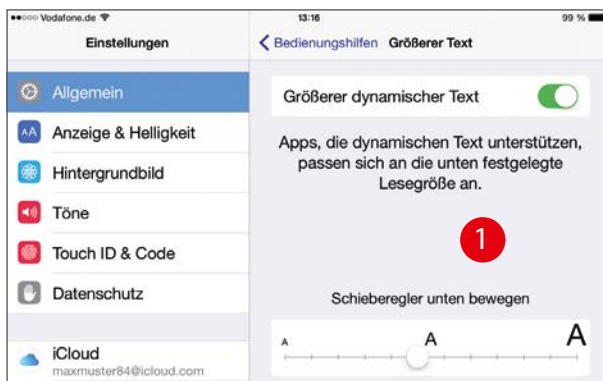 Vodafone.de 13:16 99 %
Einstellungen
Bedienungshilfen Größerer Text
Allgemein
Größerer dynamischer Text
AA Anzeige & Helligkeit
Apps, die dynamischen Text unterstützen,
passen sich an die unten festgelegte
Lesegröße an.
Hintergrundbild
Töne
1
Touch ID & Code
Datenschutz
Schieberegler unten bewegen
A A A
iCloud
maxmuster84@icloud.com